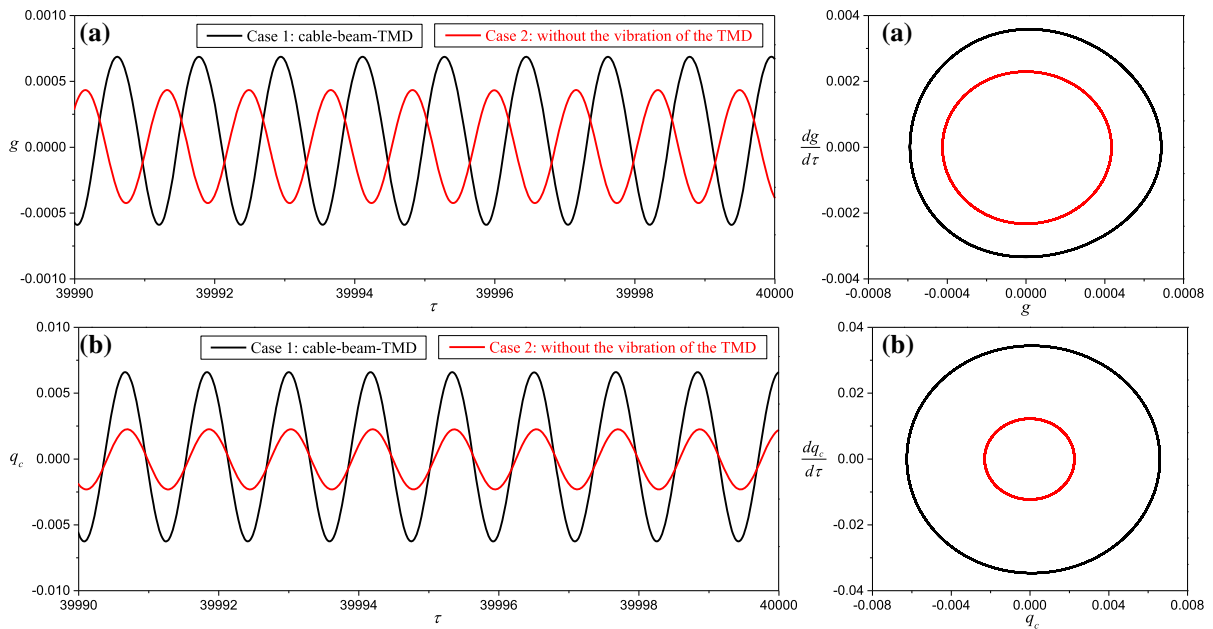 (a)
Case 1: cable-beam-TMD
Case 2: without the vibration of the TMD
0.0010
0.0005
0.0000
-0.0005
-0.0010
g
39990
39992
39994
39996
39998
40000
τ
(a)
0.004
0.002
0.000
-0.002
-0.004
dg
dτ
-0.0008
-0.0004
0.0000
0.0004
0.0008
g
(b)
Case 1: cable-beam-TMD
Case 2: without the vibration of the TMD
0.010
0.005
0.000
-0.005
-0.010
q_c
39990
39992
39994
39996
39998
40000
τ
(b)
0.04
0.02
0.00
-0.02
-0.04
dq_c
dτ
-0.008
-0.004
0.000
0.004
0.008
q_c